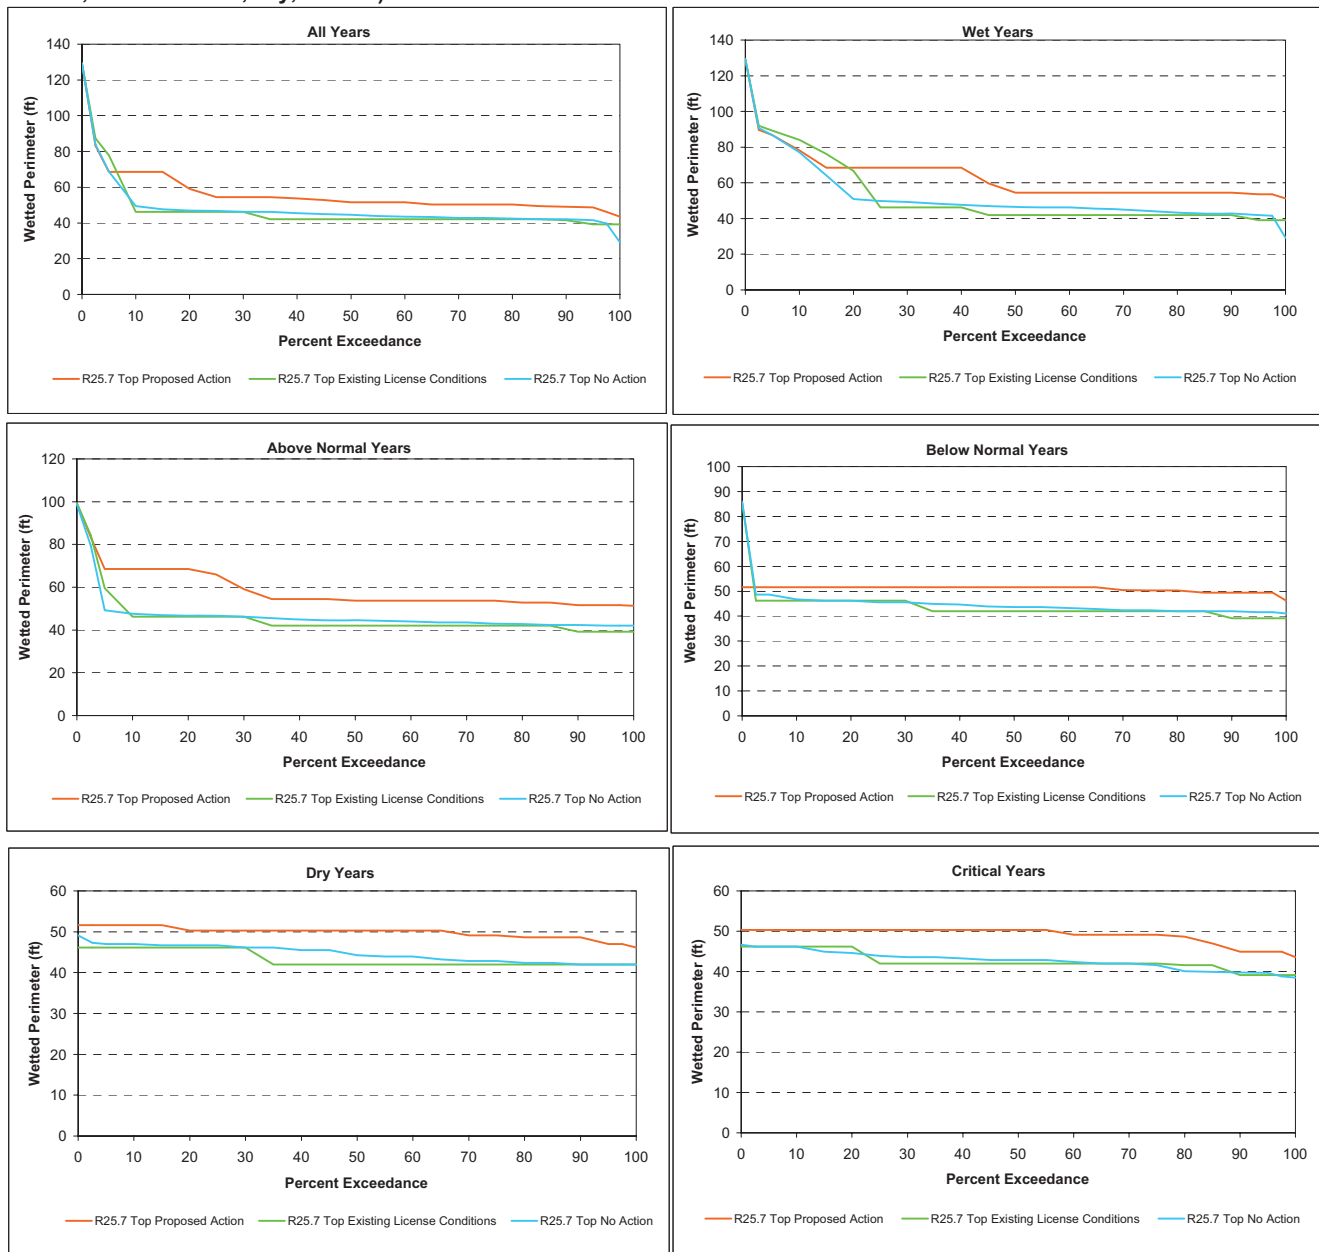 All Years
Wetted Perimeter (ft)
140
120
100
80
60
40
20
0
0 10 20 30 40 50 60 70 80 90 100
Percent Exceedance
R25.7 Top Proposed Action R25.7 Top Existing License Conditions R25.7 Top No Action
Wet Years
Wetted Perimeter (ft)
140
120
100
80
60
40
20
0
0 10 20 30 40 50 60 70 80 90 100
Percent Exceedance
R25.7 Top Proposed Action R25.7 Top Existing License Conditions R25.7 Top No Action
Above Normal Years
Wetted Perimeter (ft)
120
100
80
60
40
20
0
0 10 20 30 40 50 60 70 80 90 100
Percent Exceedance
R25.7 Top Proposed Action R25.7 Top Existing License Conditions R25.7 Top No Action
Below Normal Years
Wetted Perimeter (ft)
100
90
80
70
60
50
40
30
20
10
0
0 10 20 30 40 50 60 70 80 90 100
Percent Exceedance
R25.7 Top Proposed Action R25.7 Top Existing License Conditions R25.7 Top No Action
Dry Years
Wetted Perimeter (ft)
60
50
40
30
20
10
0
0 10 20 30 40 50 60 70 80 90 100
Percent Exceedance
R25.7 Top Proposed Action R25.7 Top Existing License Conditions R25.7 Top No Action
Critical Years
Wetted Perimeter (ft)
60
50
40
30
20
10
0
0 10 20 30 40 50 60 70 80 90 100
Percent Exceedance
R25.7 Top Proposed Action R25.7 Top Existing License Conditions R25.7 Top No Action